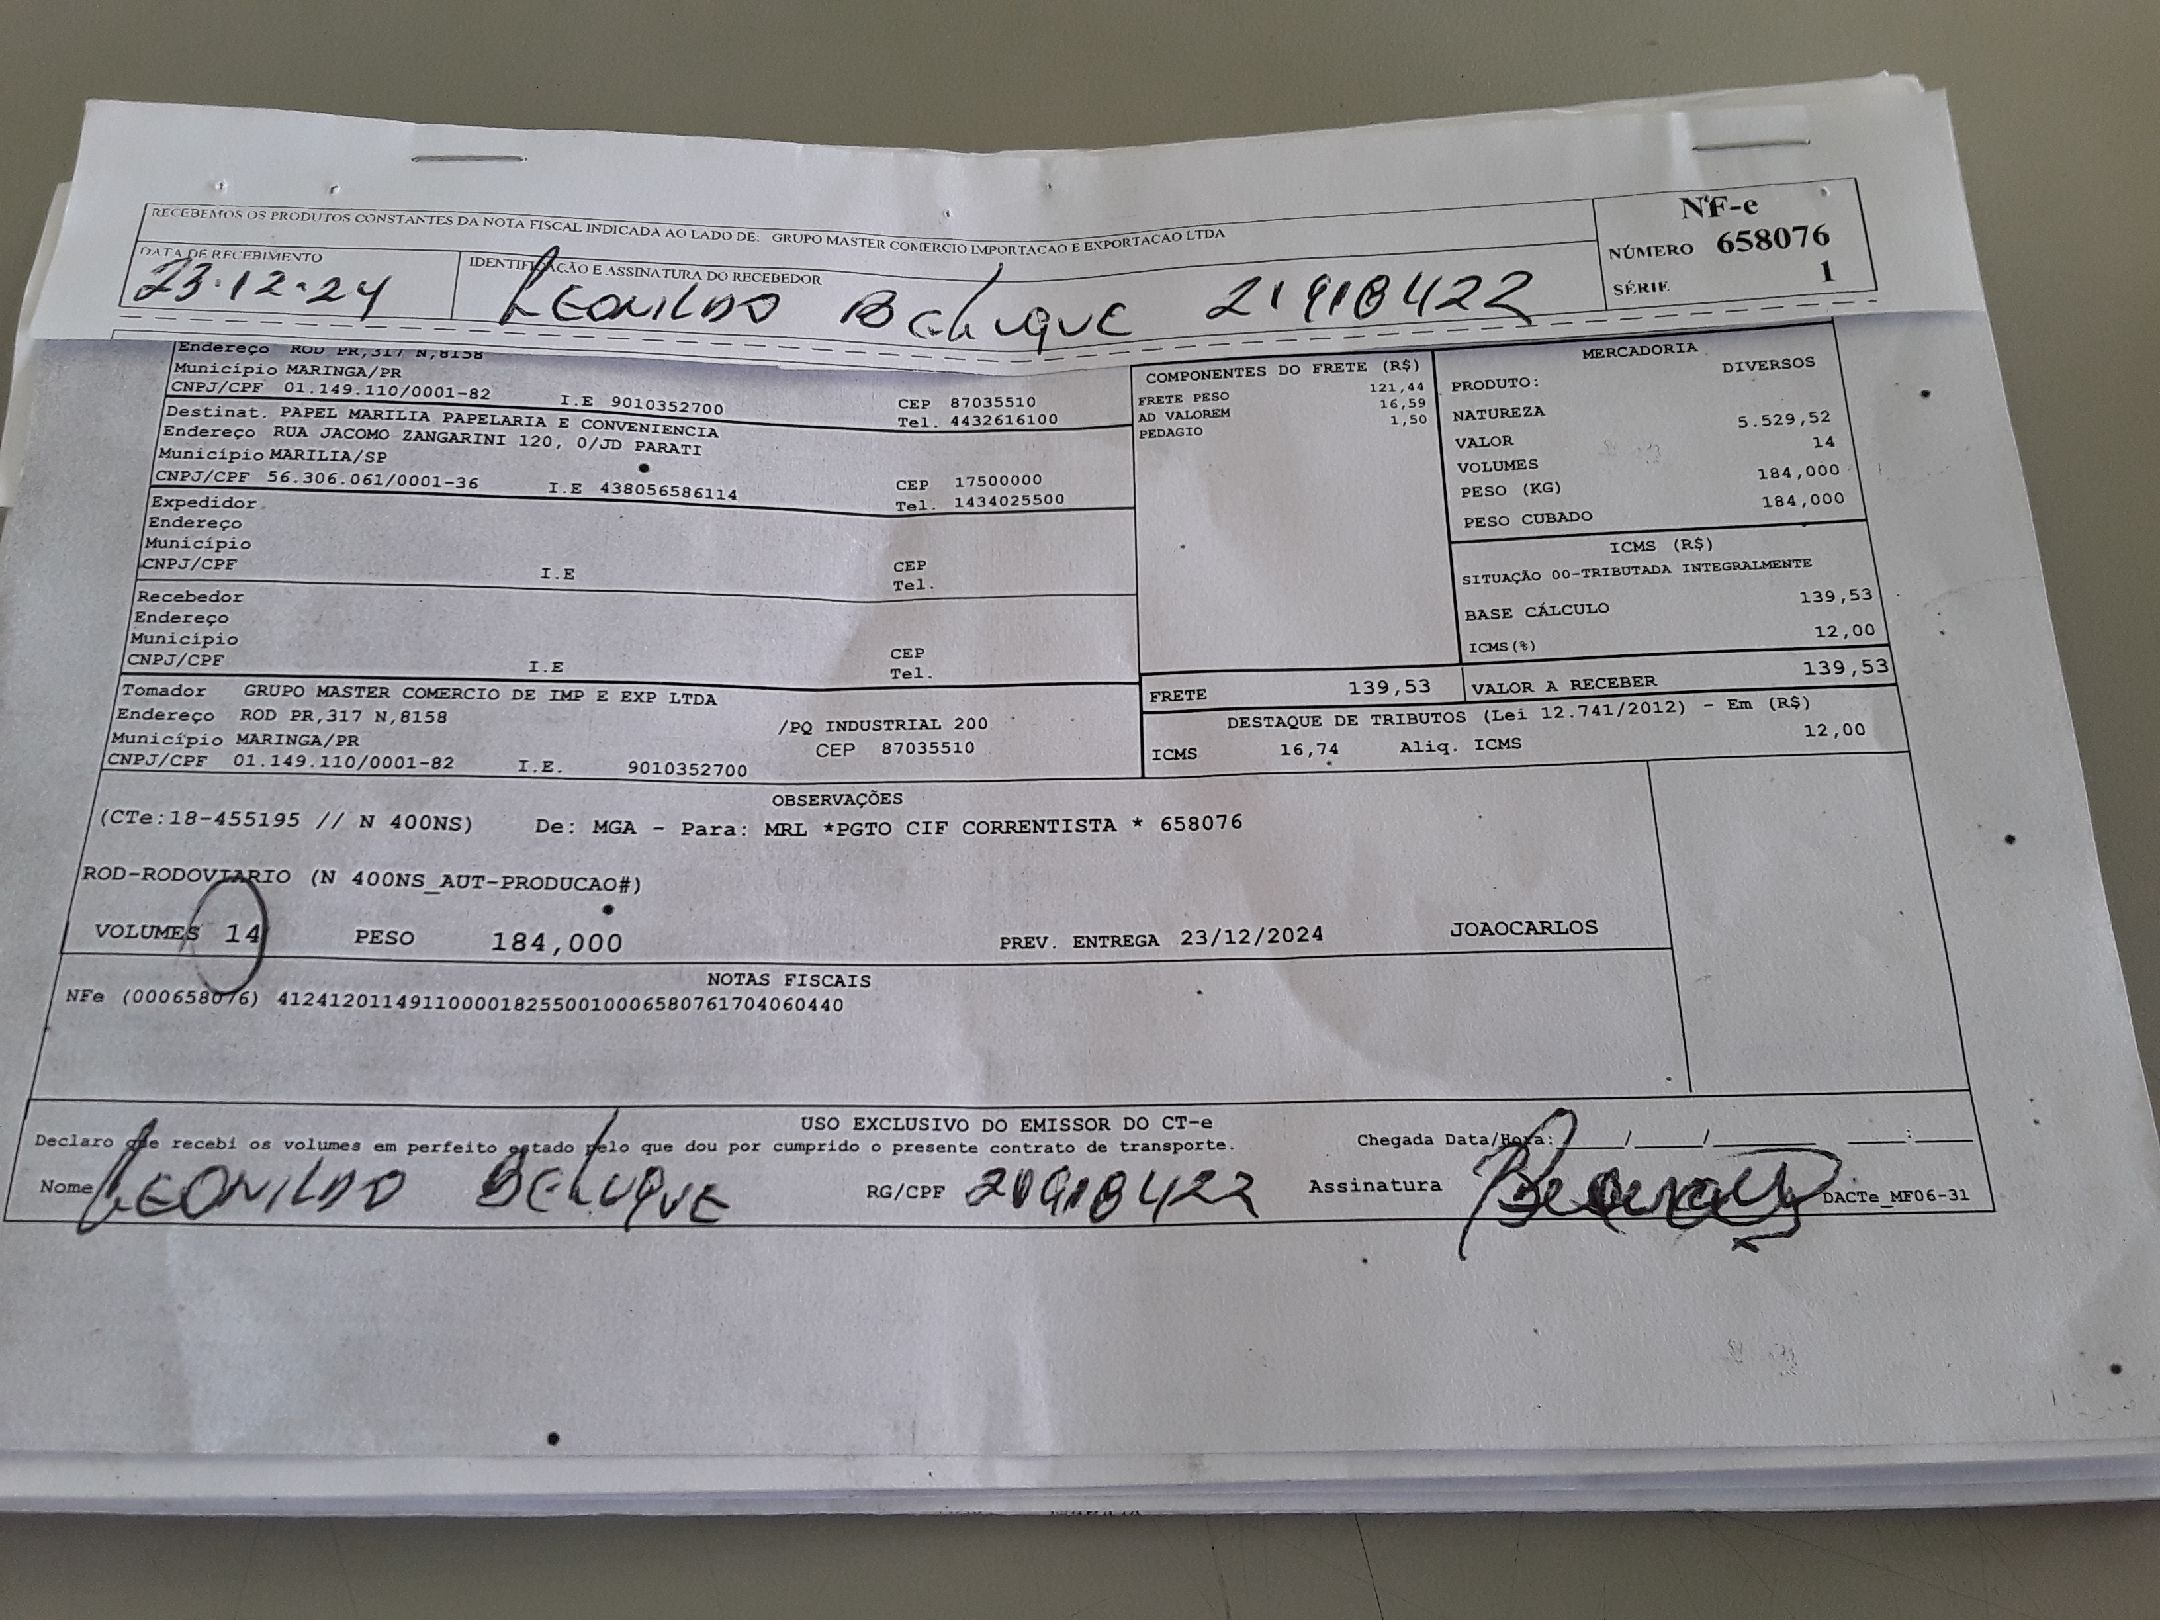 RECEBEMOS OS PRODUTOS CONSTANTES DA NOTA FISCAL INDICADA AO LADO DE: GRUPO MASTER COMERCIO IMPORTACAO E EXPORTACAO LTDA
NF-e
NÚMERO 658076
SÉRIE 1
DATA DE RECEBIMENTO
23.12.24
IDENTIFICAÇÃO E ASSINATURA DO RECEBEDOR
LEONILDO BELUQUE 21918422
Endereço ROD PR,317 N,8158
Município MARINGA/PR
CNPJ/CPF 01.149.110/0001-82 I.E 9010352700 CEP 87035510
Tel. 4432616100
Destinat. PAPEL MARILIA PAPELARIA E CONVENIENCIA
Endereço RUA JACOMO ZANGARINI 120, 0/JD PARATI
Município MARILIA/SP
CNPJ/CPF 56.306.061/0001-36 I.E 438056586114 CEP 17500000
Tel. 1434025500
Expedidor
Endereço
Município
CNPJ/CPF I.E CEP
Tel.
Recebedor
Endereço
Município
CNPJ/CPF I.E CEP
Tel.
Tomador GRUPO MASTER COMERCIO DE IMP E EXP LTDA
Endereço ROD PR,317 N,8158 /PQ INDUSTRIAL 200
Município MARINGA/PR CEP 87035510
CNPJ/CPF 01.149.110/0001-82 I.E. 9010352700
COMPONENTES DO FRETE (R$)
FRETE PESO 121,44
AD VALOREM 16,59
PEDAGIO 1,50
MERCADORIA
PRODUTO: DIVERSOS
NATUREZA
VALOR 5.529,52
VOLUMES 14
PESO (KG) 184,000
PESO CUBADO 184,000
ICMS (R$)
SITUAÇÃO 00-TRIBUTADA INTEGRALMENTE
BASE CÁLCULO 139,53
ICMS(%) 12,00
FRETE 139,53 VALOR A RECEBER 139,53
DESTAQUE DE TRIBUTOS (Lei 12.741/2012) - Em (R$)
ICMS 16,74 Aliq. ICMS 12,00
OBSERVAÇÕES
(CTe:18-455195 // N 400NS) De: MGA - Para: MRL *PGTO CIF CORRENTISTA * 658076
ROD-RODOVIARIO (N 400NS_AUT-PRODUCAO#)
VOLUMES 14 PESO 184,000 PREV. ENTREGA 23/12/2024 JOAOCARLOS
NOTAS FISCAIS
NFe (000658076) 41241201149110000182550010006580761704060440
USO EXCLUSIVO DO EMISSOR DO CT-e
Declaro que recebi os volumes em perfeito estado pelo que dou por cumprido o presente contrato de transporte. Chegada Data/Hora: ____/____/______ ____:____
Nome LEONILDO BELUQUE RG/CPF 21918422 Assinatura
DACTe_MF06-31